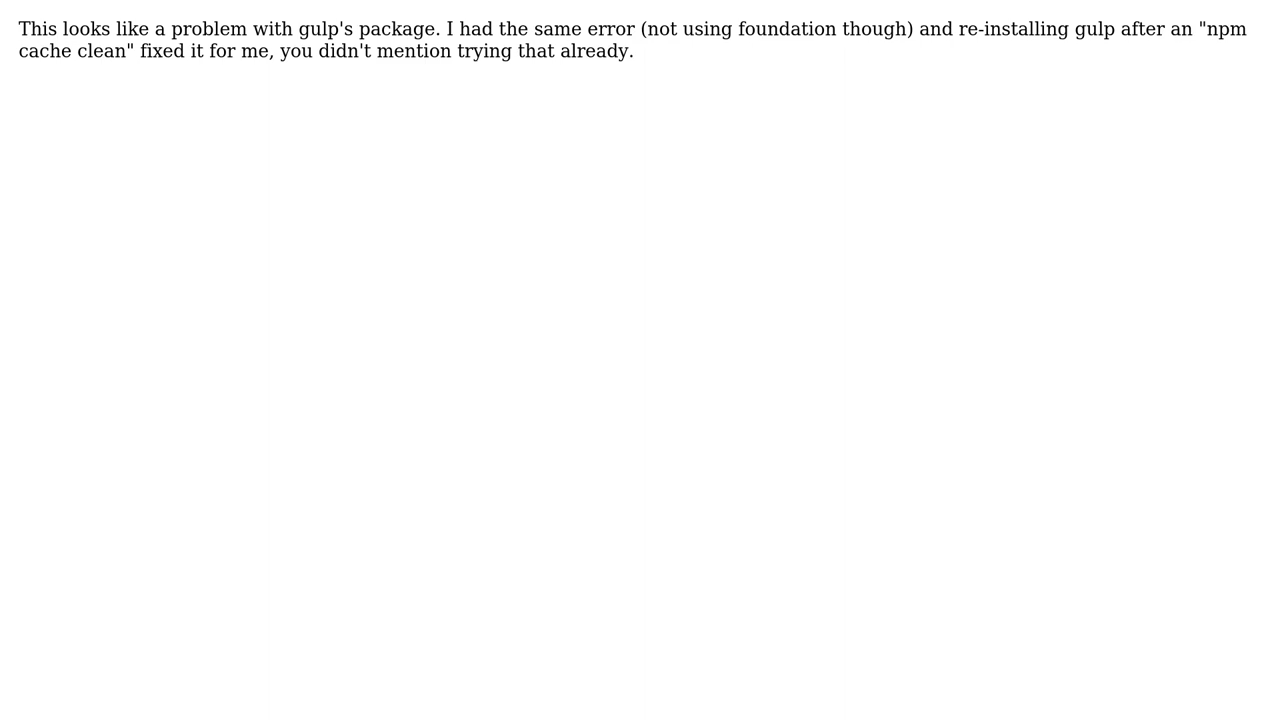 This looks like a problem with gulp's package. I had the same error (not using foundation though) and re-installing gulp after an "npm
cache clean" fixed it for me, you didn't mention trying that already.